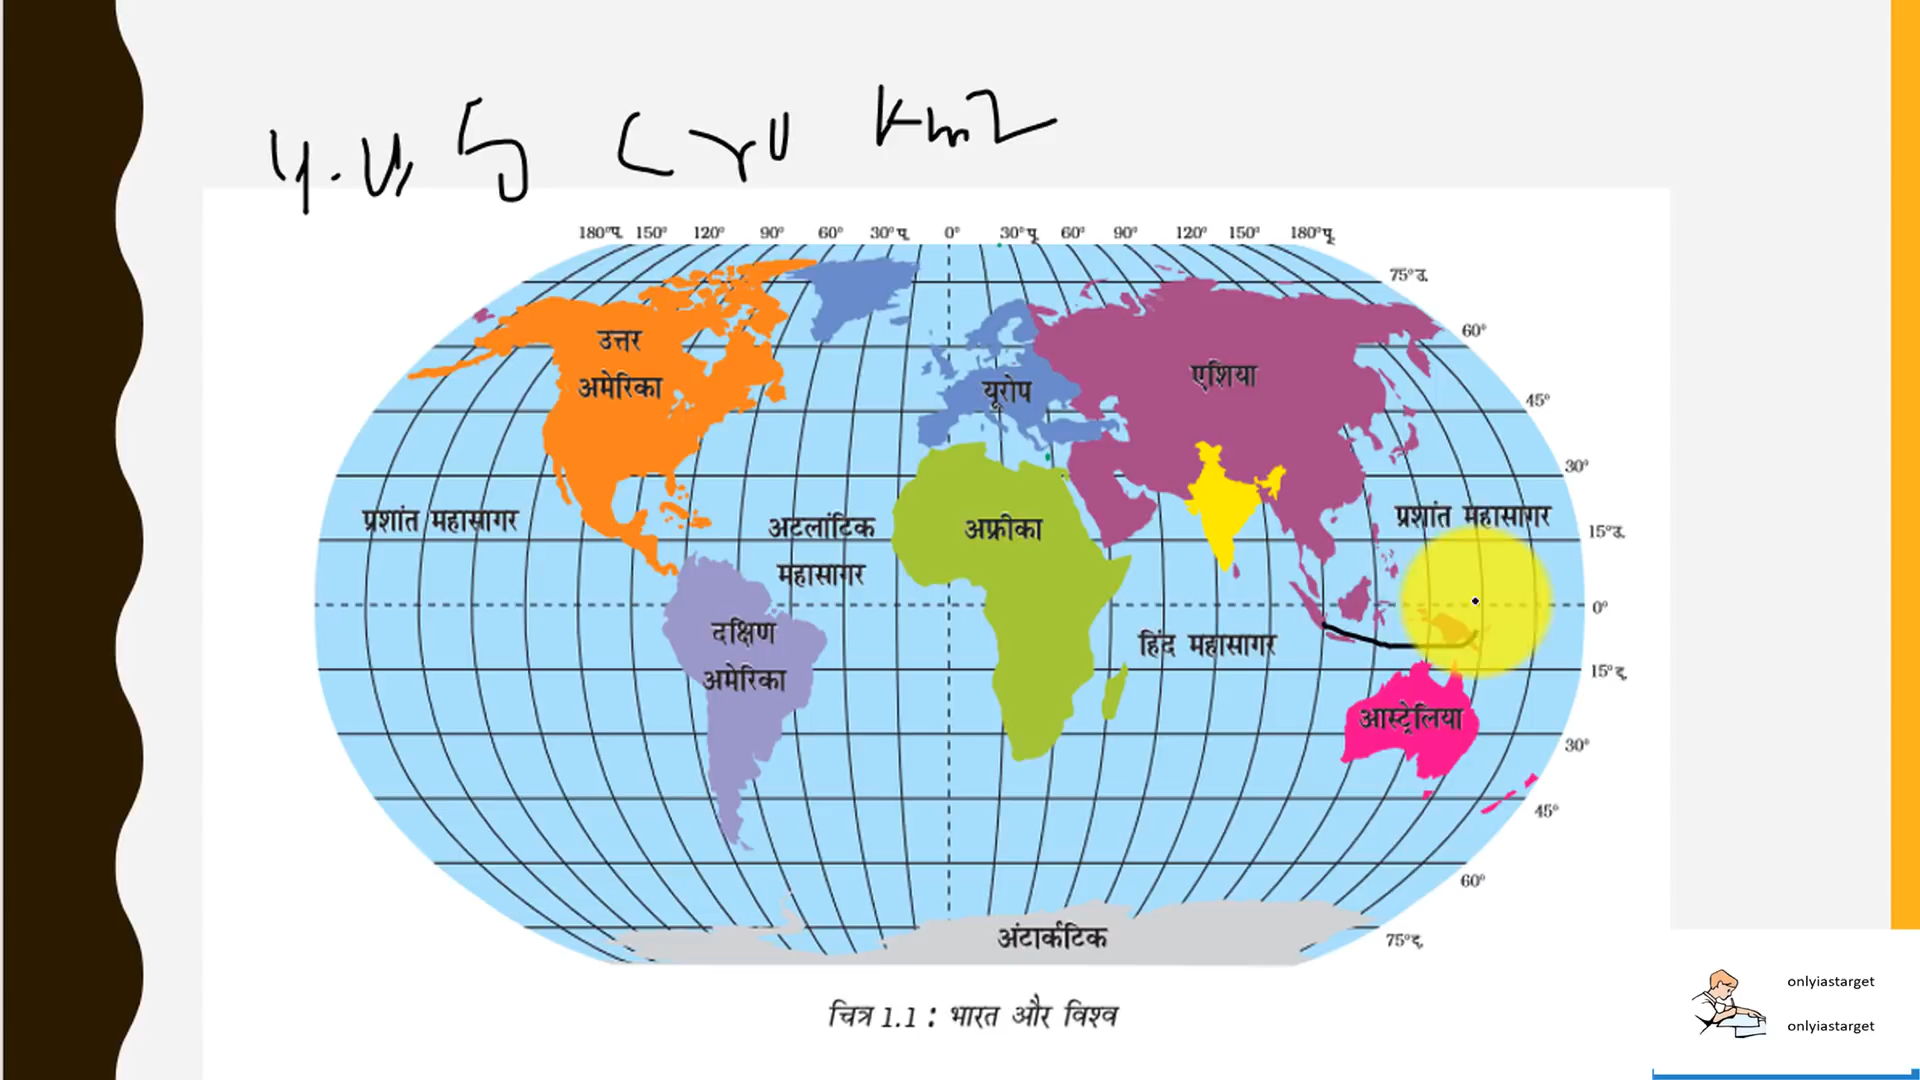 Km2
180°प. 150° 120° 90° 60° 30°प. 0° 30°पू. 60° 90° 120° 150° 180°पू.
75°उ.
60°
45°
30°
15°उ.
0°
15°द.
30°
45°
60°
75°द.
उत्तर
अमेरिका
यूरोप
एशिया
प्रशांत महासागर
अटलांटिक
महासागर
अफ्रीका
प्रशांत महासागर
दक्षिण
अमेरिका
हिंद महासागर
आस्ट्रेलिया
अंटार्कटिक
चित्र 1.1 : भारत और विश्व
onlyiastarget
onlyiastarget